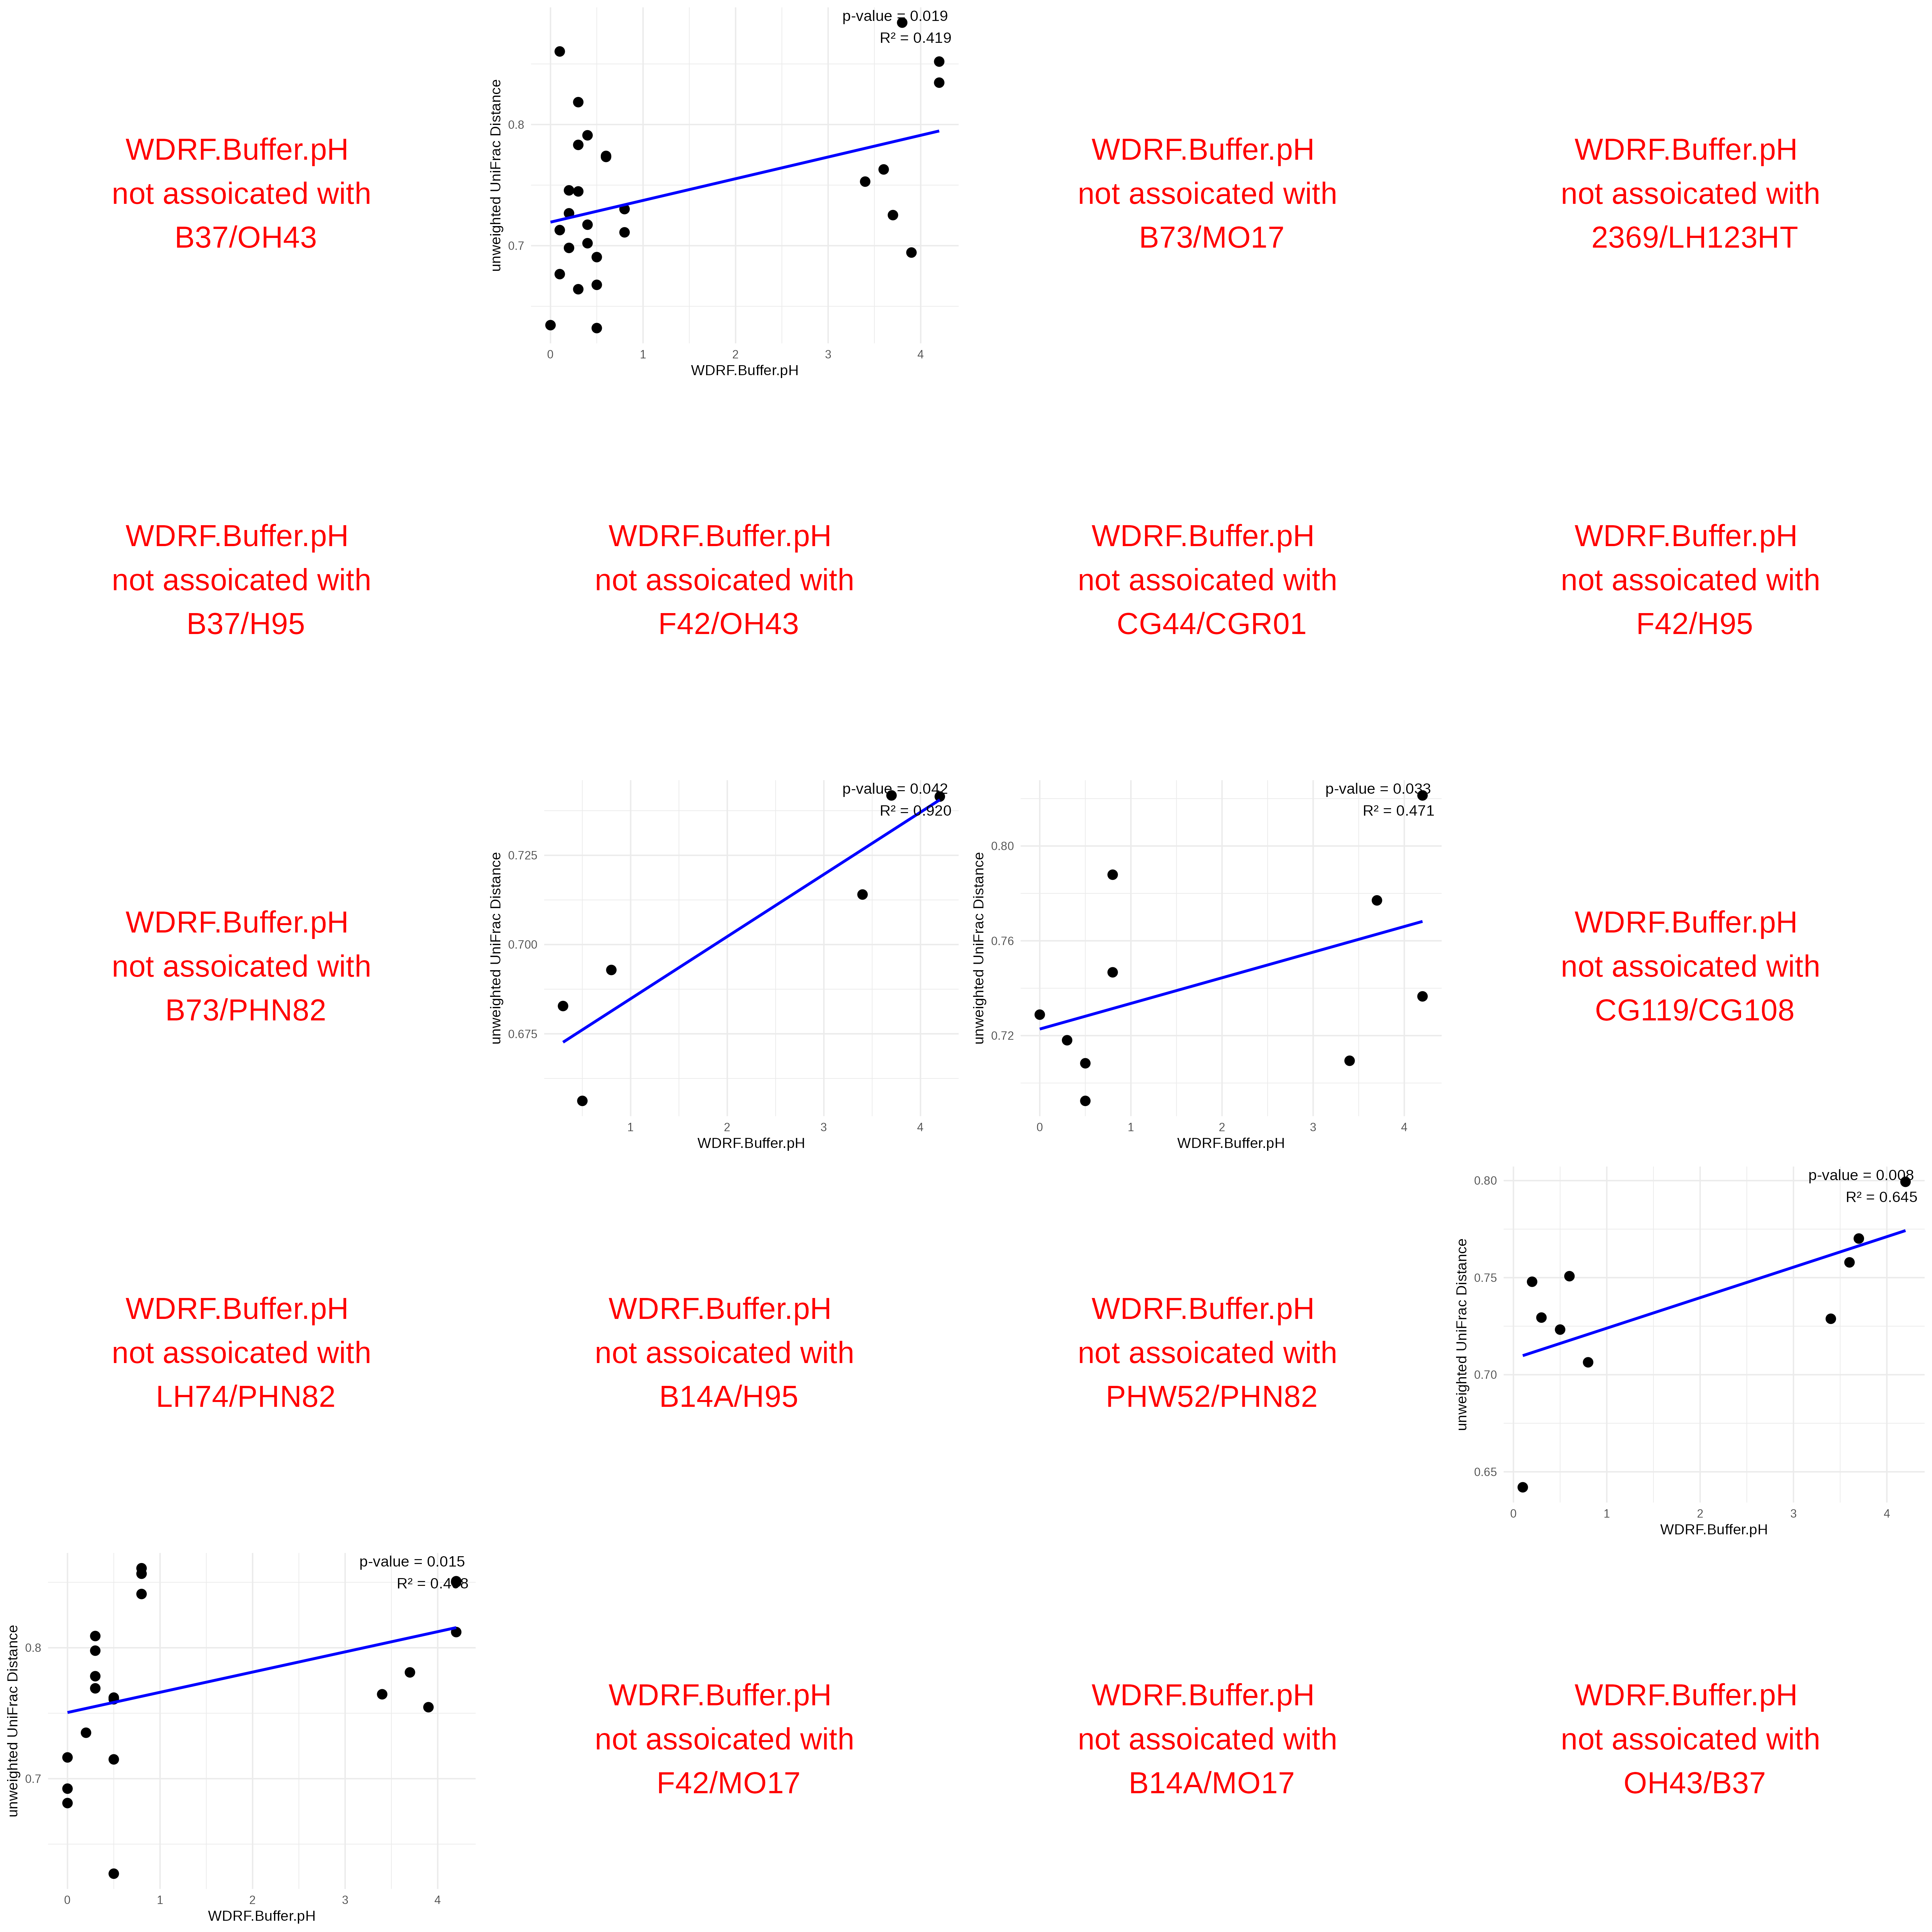 WDRF.Buffer.pH
not assoicated with
B37/OH43
p-value = 0.019
R² = 0.419
unweighted UniFrac Distance
0.8
0.7
0 1 2 3 4
WDRF.Buffer.pH
WDRF.Buffer.pH
not assoicated with
B73/MO17
WDRF.Buffer.pH
not assoicated with
2369/LH123HT
WDRF.Buffer.pH
not assoicated with
B37/H95
WDRF.Buffer.pH
not assoicated with
F42/OH43
WDRF.Buffer.pH
not assoicated with
CG44/CGR01
WDRF.Buffer.pH
not assoicated with
F42/H95
WDRF.Buffer.pH
not assoicated with
B73/PHN82
p-value = 0.042
R² = 0.920
unweighted UniFrac Distance
0.725
0.700
0.675
1 2 3 4
WDRF.Buffer.pH
p-value = 0.033
R² = 0.471
unweighted UniFrac Distance
0.80
0.76
0.72
0 1 2 3 4
WDRF.Buffer.pH
WDRF.Buffer.pH
not assoicated with
CG119/CG108
WDRF.Buffer.pH
not assoicated with
LH74/PHN82
WDRF.Buffer.pH
not assoicated with
B14A/H95
WDRF.Buffer.pH
not assoicated with
PHW52/PHN82
p-value = 0.008
R² = 0.645
unweighted UniFrac Distance
0.80
0.75
0.70
0.65
0 1 2 3 4
WDRF.Buffer.pH
p-value = 0.015
R² =
unweighted UniFrac Distance
0.8
0.7
0 1 2 3 4
WDRF.Buffer.pH
WDRF.Buffer.pH
not assoicated with
F42/MO17
WDRF.Buffer.pH
not assoicated with
B14A/MO17
WDRF.Buffer.pH
not assoicated with
OH43/B37